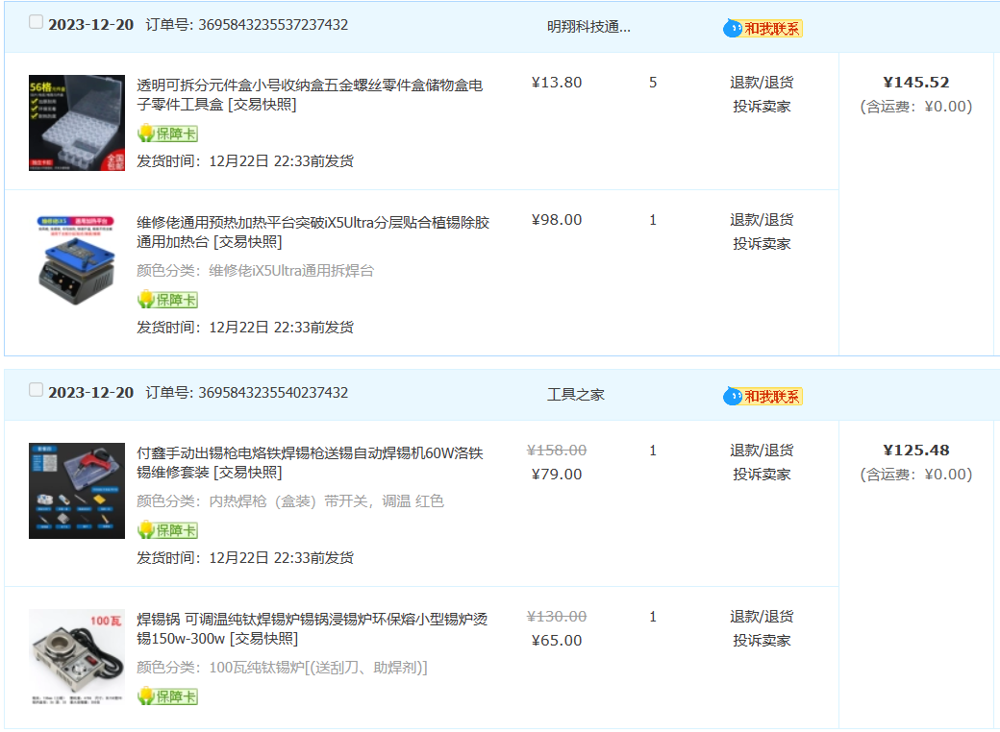 2023-12-20 订单号: 3695843235537237432 明翔科技通... 和我联系
56格
全国包邮
透明可拆分元件盒小号收纳盒五金螺丝零件盒储物盒电
子零件工具盒 [交易快照]
¥13.80 5 退款/退货 ¥145.52
投诉卖家 (含运费: ¥0.00)
保障卡
发货时间：12月22日 22:33前发货
维修佬通用预热加热平台突破iX5Ultra分层贴合植锡除胶
通用加热台 [交易快照]
¥98.00 1 退款/退货
投诉卖家
颜色分类：维修佬iX5Ultra通用拆焊台
保障卡
发货时间：12月22日 22:33前发货
2023-12-20 订单号: 3695843235540237432 工具之家 和我联系
付鑫手动出锡枪电烙铁焊锡枪送锡自动焊锡机60W洛铁
锡维修套装 [交易快照]
¥158.00 1 退款/退货 ¥125.48
¥79.00 投诉卖家 (含运费: ¥0.00)
颜色分类：内热焊枪（盒装）带开关，调温 红色
保障卡
发货时间：12月22日 22:33前发货
100瓦
焊锡锅 可调温纯钛焊锡炉锡锅浸锡炉环保熔小型锡炉烫
锡150w-300w [交易快照]
¥130.00 1 退款/退货
¥65.00 投诉卖家
颜色分类：100瓦纯钛锡炉[(送刮刀、助焊剂)]
保障卡